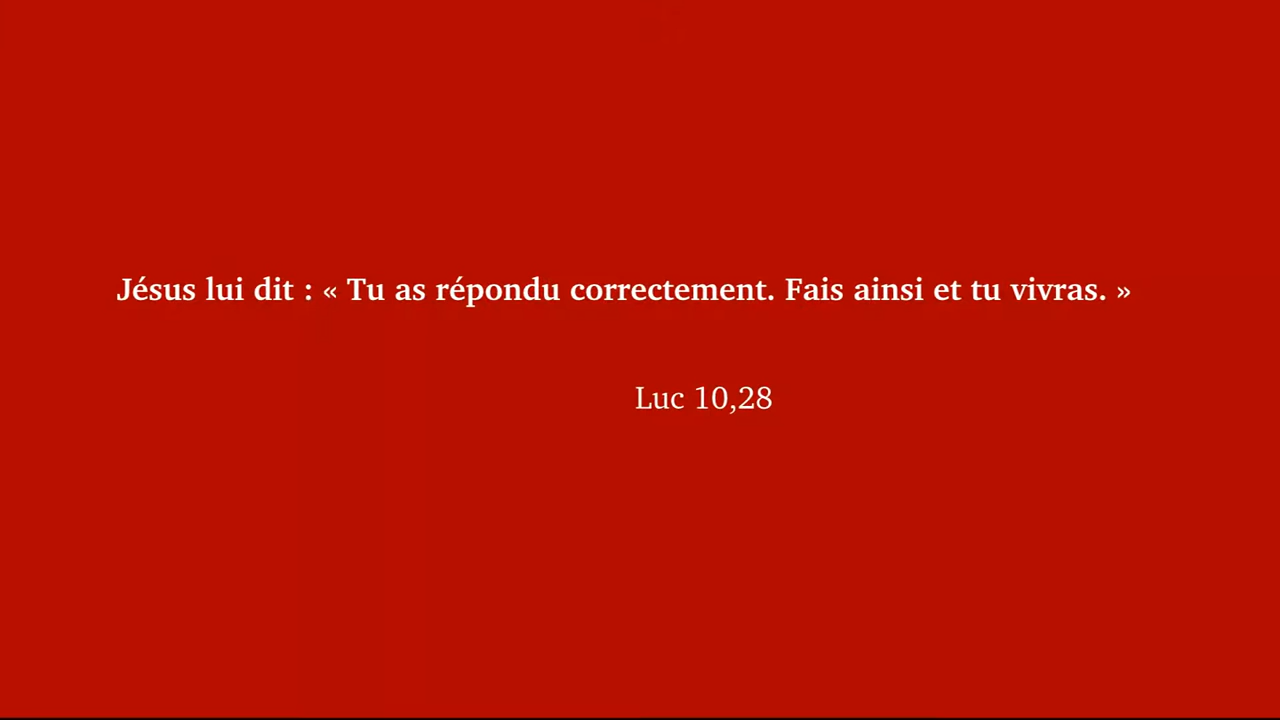 Jésus lui dit : « Tu as répondu correctement. Fais ainsi et tu vivras. »
Luc 10,28